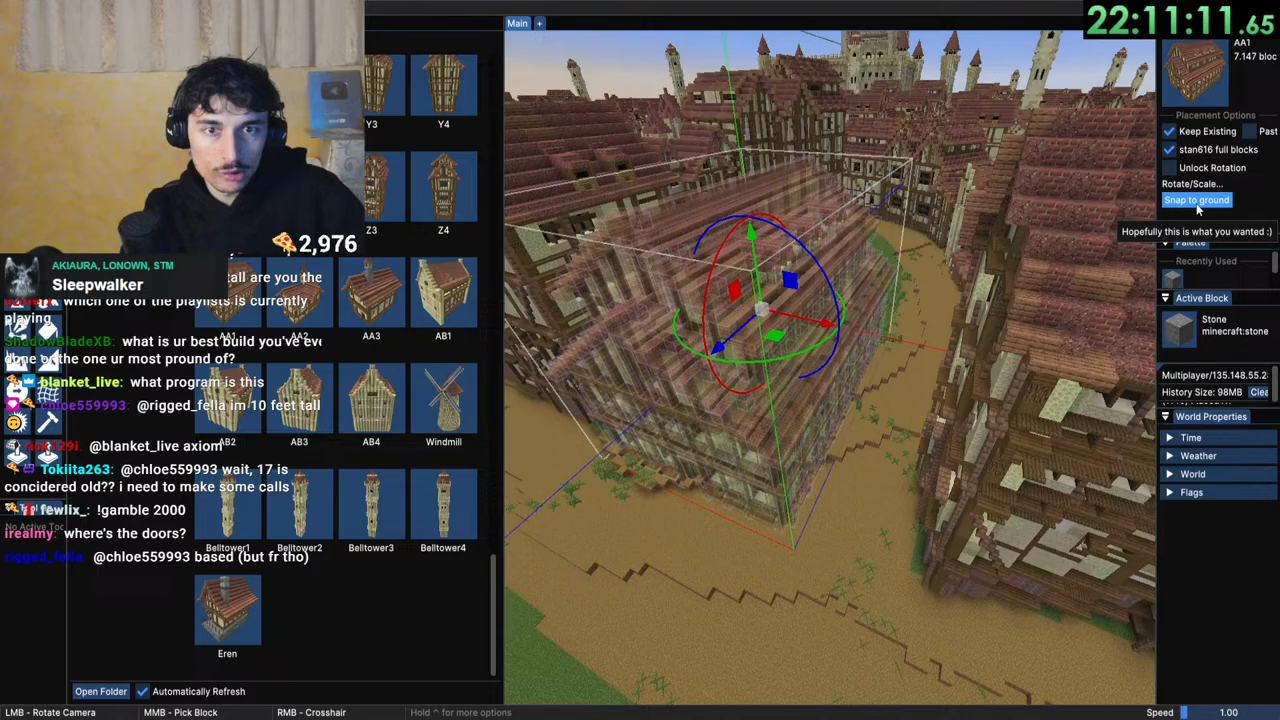 Main +
22:11:11.65
AA1
7.147 bloc
Placement Options
Keep Existing Past
stan616 full blocks
Unlock Rotation
Rotate/Scale...
Snap to ground
Hopefully this is what you wanted :)
Palette
Recently Used
Active Block
Stone
minecraft:stone
Multiplayer/135.148.55.2
History Size: 98MB Clea
World Properties
Time
Weather
World
Flags
Y3 Y4
Z3 Z4
AA1 AA2 AA3 AB1
AB2 AB3 AB4 Windmill
Belltower1 Belltower2 Belltower3 Belltower4
Eren
2,976
AKIAURA, LONOWN, STM
Sleepwalker
tall are you the
which one of the playlists is currently
playing
ShadowBladeXB: what is ur best build you've eve
done or the one ur most pround of?
blanket_live: what program is this
chloe559993: @rigged_fella im 10 feet tall
@blanket_live axiom
Tokiita263: @chloe559993 wait, 17 is
concidered old?? i need to make some calls
fewlix_: !gamble 2000
irealmy: where's the doors?
rigged_fella: @chloe559993 based (but fr tho)
Open Folder Automatically Refresh
LMB - Rotate Camera MMB - Pick Block RMB - Crosshair Hold ^ for more options Speed 1.00